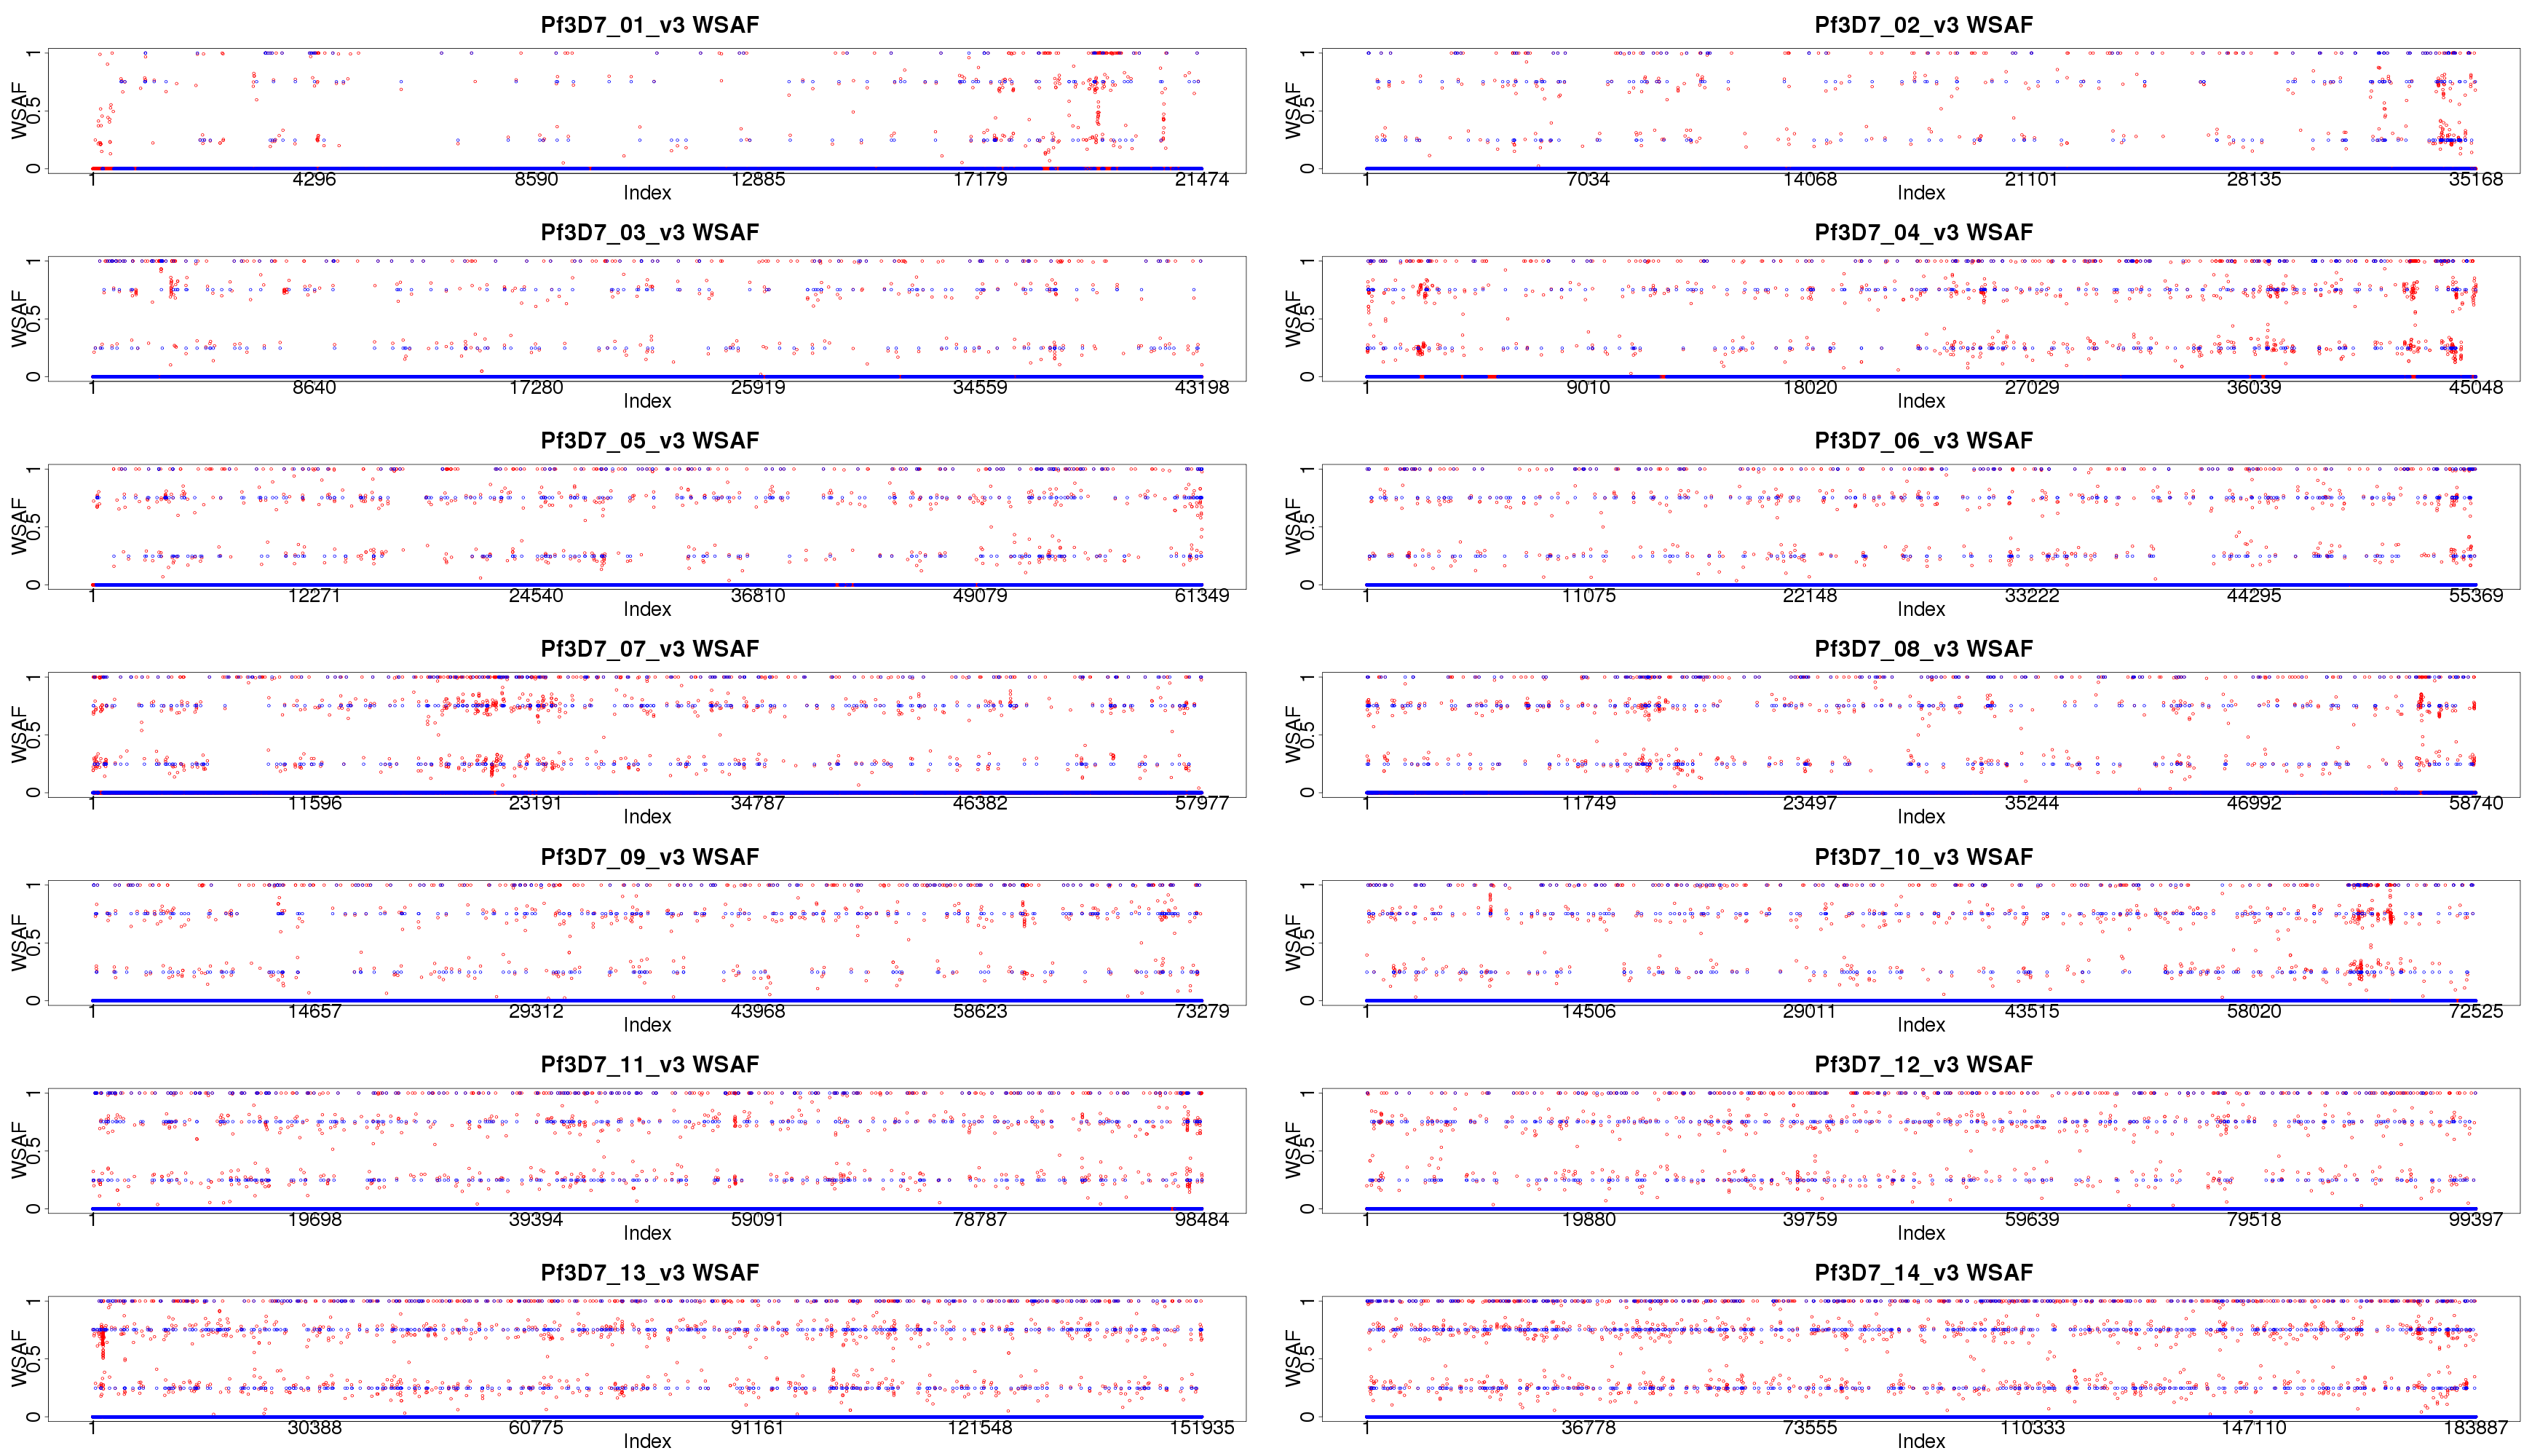 Pf3D7_01_v3 WSAF
WSAF
0 0.5 1
1 4296 8590 12885 17179 21474
Index
Pf3D7_02_v3 WSAF
WSAF
0 0.5 1
1 7034 14068 21101 28135 35168
Index
Pf3D7_03_v3 WSAF
WSAF
0 0.5 1
1 8640 17280 25919 34559 43198
Index
Pf3D7_04_v3 WSAF
WSAF
0 0.5 1
1 9010 18020 27029 36039 45048
Index
Pf3D7_05_v3 WSAF
WSAF
0 0.5 1
1 12271 24540 36810 49079 61349
Index
Pf3D7_06_v3 WSAF
WSAF
0 0.5 1
1 11075 22148 33222 44295 55369
Index
Pf3D7_07_v3 WSAF
WSAF
0 0.5 1
1 11596 23191 34787 46382 57977
Index
Pf3D7_08_v3 WSAF
WSAF
0 0.5 1
1 11749 23497 35244 46992 58740
Index
Pf3D7_09_v3 WSAF
WSAF
0 0.5 1
1 14657 29312 43968 58623 73279
Index
Pf3D7_10_v3 WSAF
WSAF
0 0.5 1
1 14506 29011 43515 58020 72525
Index
Pf3D7_11_v3 WSAF
WSAF
0 0.5 1
1 19698 39394 59091 78787 98484
Index
Pf3D7_12_v3 WSAF
WSAF
0 0.5 1
1 19880 39759 59639 79518 99397
Index
Pf3D7_13_v3 WSAF
WSAF
0 0.5 1
1 30388 60775 91161 121548 151935
Index
Pf3D7_14_v3 WSAF
WSAF
0 0.5 1
1 36778 73555 110333 147110 183887
Index